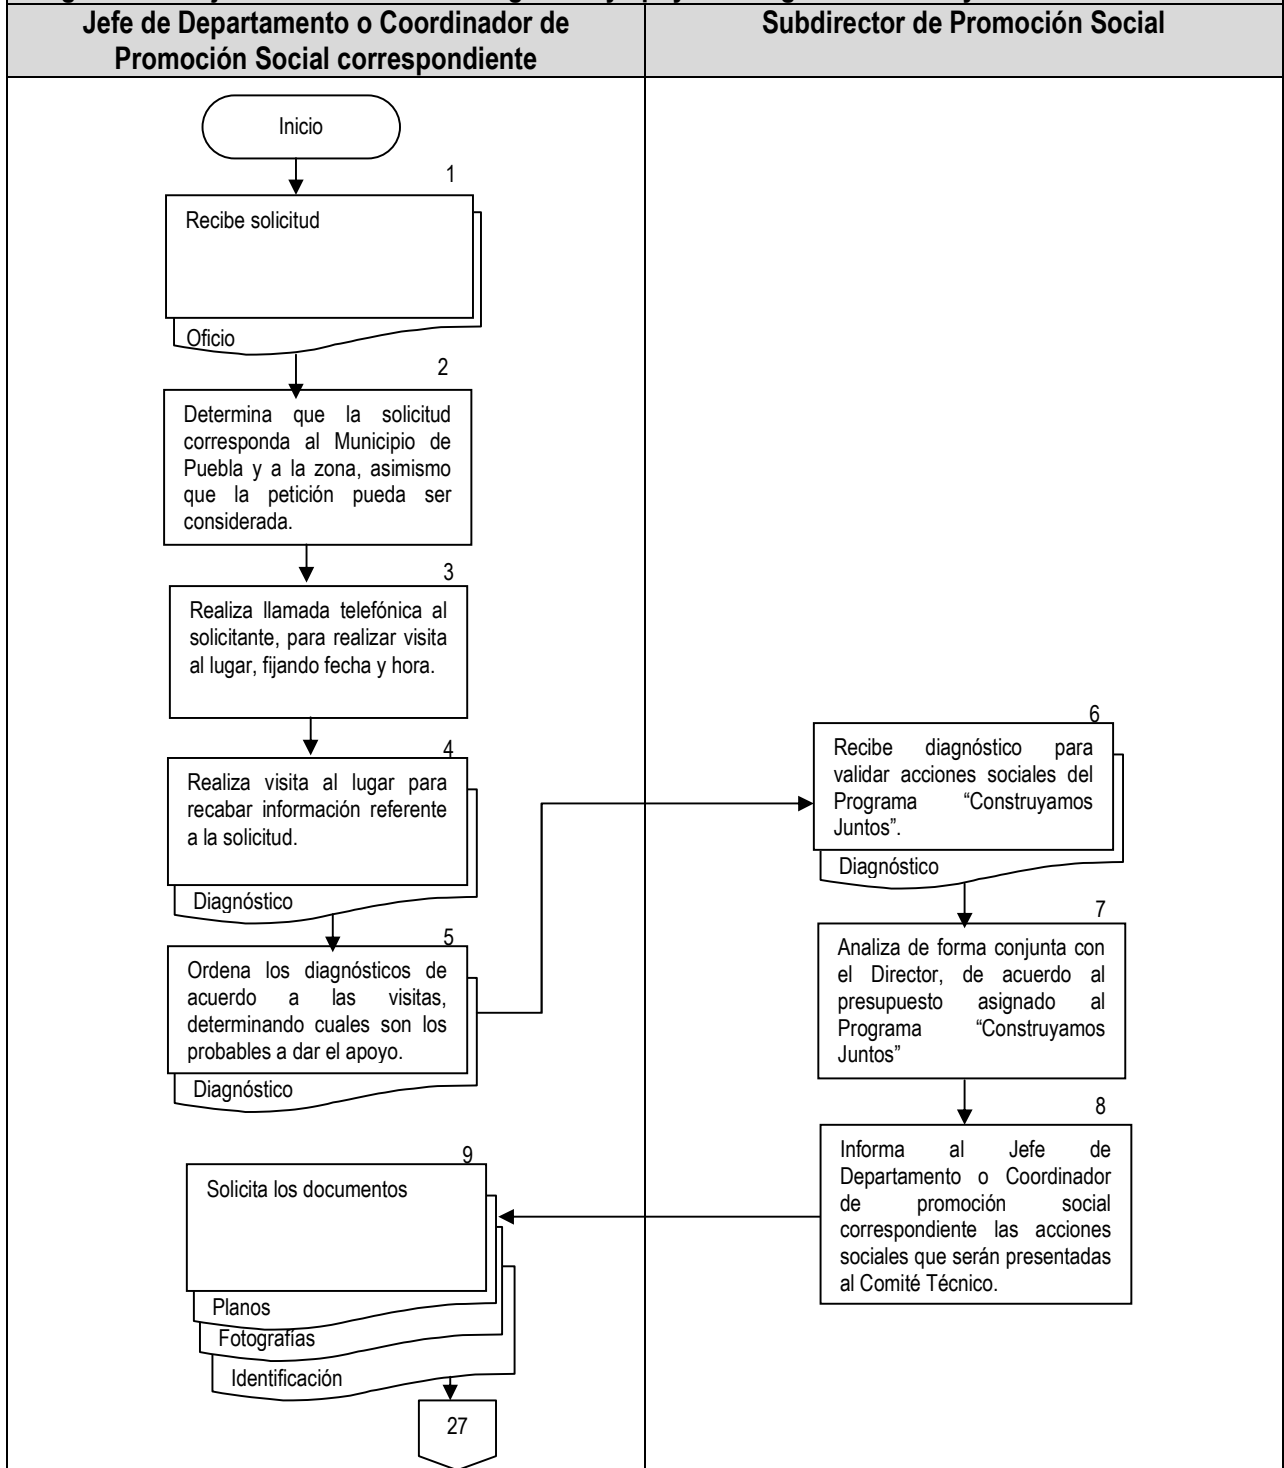 Jefe de Departamento o Coordinador de
Promoción Social correspondiente
Subdirector de Promoción Social
Inicio
1
Recibe solicitud
Oficio
2
Determina que la solicitud
corresponda al Municipio de
Puebla y a la zona, asimismo
que la petición pueda ser
considerada.
3
Realiza llamada telefónica al
solicitante, para realizar visita
al lugar, fijando fecha y hora.
4
Realiza visita al lugar para
recabar información referente
a la solicitud.
Diagnóstico
5
Ordena los diagnósticos de
acuerdo a las visitas,
determinando cuales son los
probables a dar el apoyo.
Diagnóstico
6
Recibe diagnóstico para
validar acciones sociales del
Programa “Construyamos
Juntos”.
Diagnóstico
7
Analiza de forma conjunta con
el Director, de acuerdo al
presupuesto asignado al
Programa “Construyamos
Juntos”
8
Informa al Jefe de
Departamento o Coordinador
de promoción social
correspondiente las acciones
sociales que serán presentadas
al Comité Técnico.
9
Solicita los documentos
Planos
Fotografías
Identificación
27